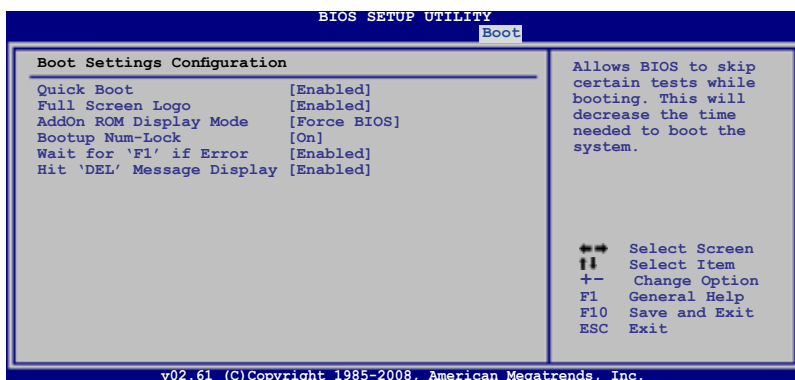 BIOS SETUP UTILITY
Boot
Boot Settings Configuration
Quick Boot [Enabled]
Full Screen Logo [Enabled]
AddOn ROM Display Mode [Force BIOS]
Bootup Num-Lock [On]
Wait for ‘F1’ if Error [Enabled]
Hit ‘DEL’ Message Display [Enabled]
Allows BIOS to skip
certain tests while
booting. This will
decrease the time
needed to boot the
system.
←→ Select Screen
↑↓ Select Item
+- Change Option
F1 General Help
F10 Save and Exit
ESC Exit
v02.61 (C)Copyright 1985-2008, American Megatrends, Inc.